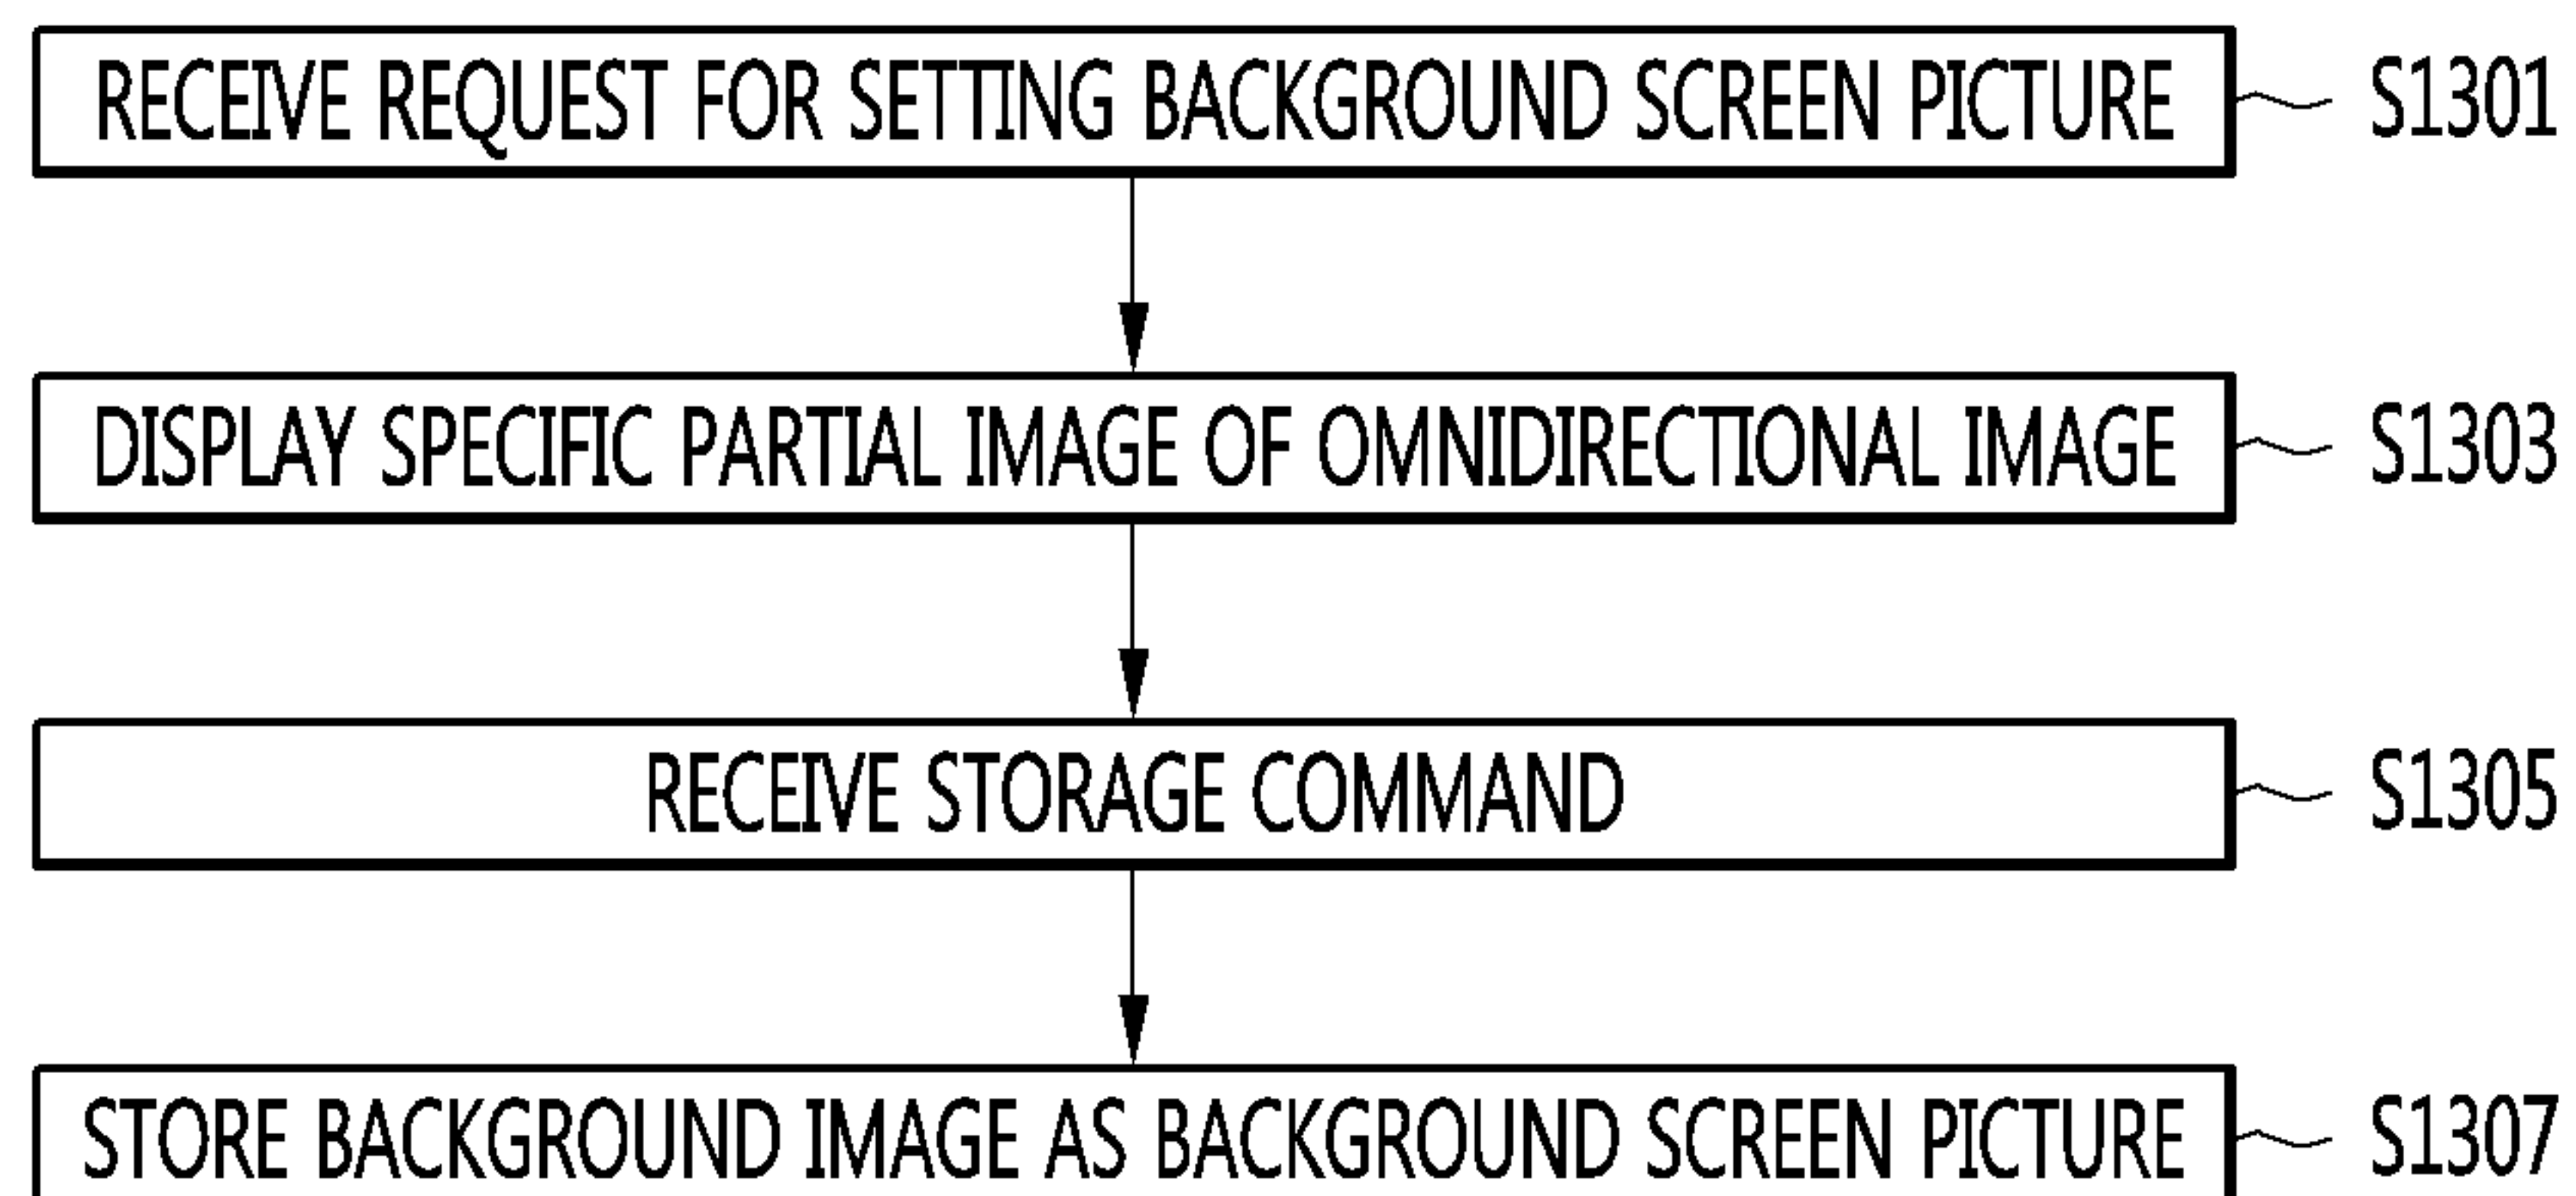 RECEIVE REQUEST FOR SETTING BACKGROUND SCREEN PICTURE S1301
DISPLAY SPECIFIC PARTIAL IMAGE OF OMNIDIRECTIONAL IMAGE S1303
RECEIVE STORAGE COMMAND S1305
STORE BACKGROUND IMAGE AS BACKGROUND SCREEN PICTURE S1307